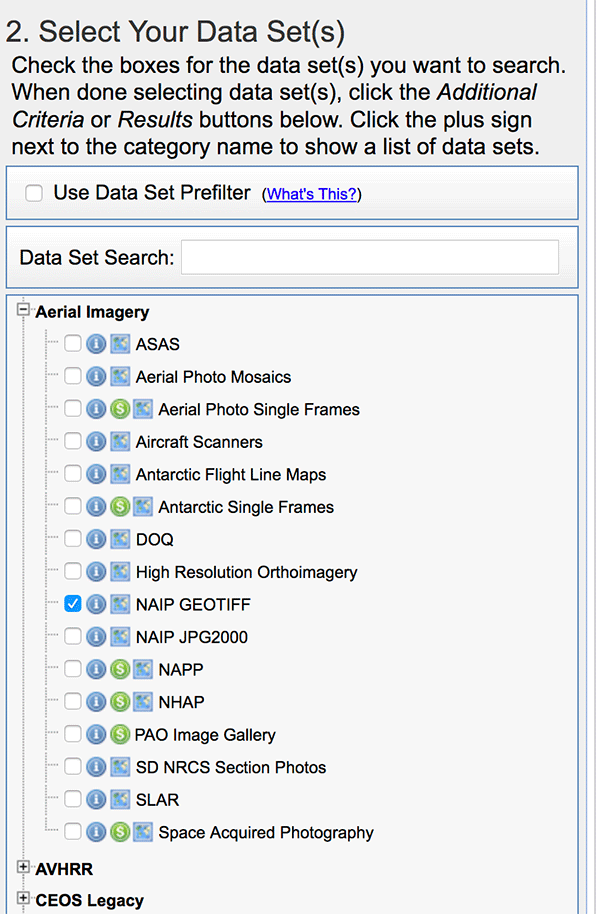 2. Select Your Data Set(s)
Check the boxes for the data set(s) you want to search.
When done selecting data set(s), click the Additional
Criteria or Results buttons below. Click the plus sign
next to the category name to show a list of data sets.
Use Data Set Prefilter (What's This?)
Data Set Search:
Aerial Imagery
ASAS
Aerial Photo Mosaics
Aerial Photo Single Frames
Aircraft Scanners
Antarctic Flight Line Maps
Antarctic Single Frames
DOQ
High Resolution Orthoimagery
NAIP GEOTIFF
NAIP JPG2000
NAPP
NHAP
PAO Image Gallery
SD NRCS Section Photos
SLAR
Space Acquired Photography
AVHRR
CEOS Legacy